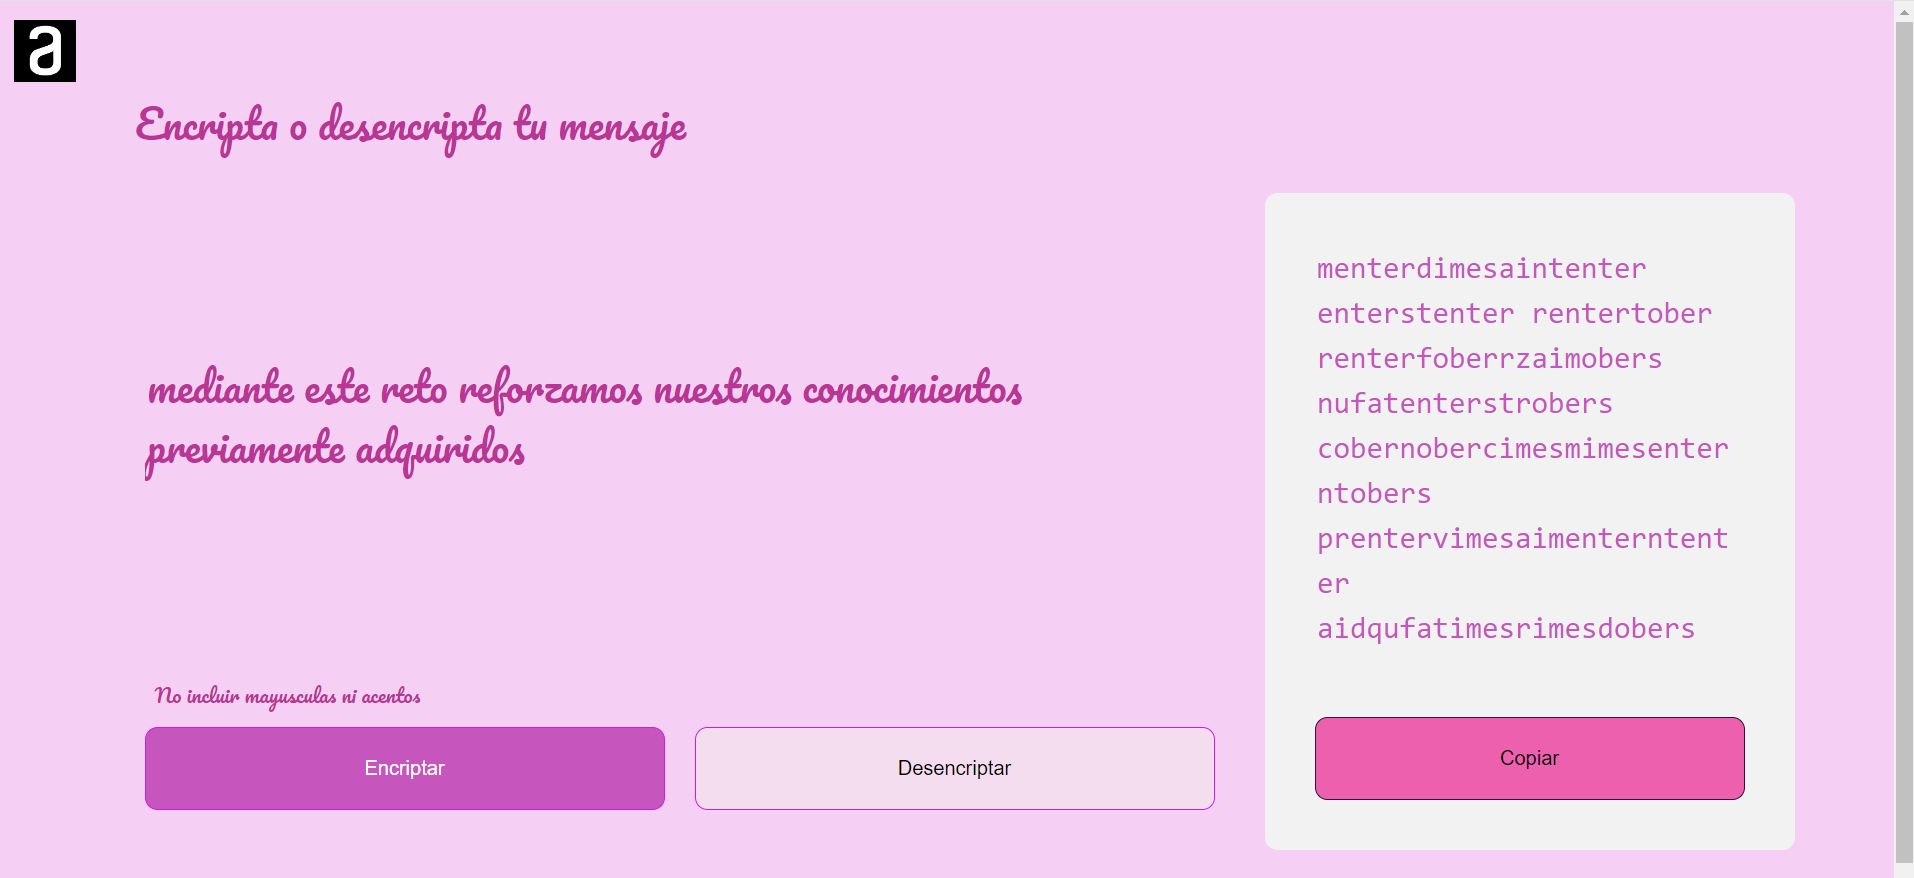 a
Encripta o desencripta tu mensaje
mediante este reto reforzamos nuestros conocimientos
previamente adquiridos
No incluir mayusculas ni acentos
Encriptar
Desencriptar
menterdimesaintenter
enterstenter rentertober
renterfoberrzaimobers
nufatenterstrobers
cobernobercimesmimesenter
ntobers
prentervimesaimenterntent
er
aidqufatimesrimesdobers
Copiar